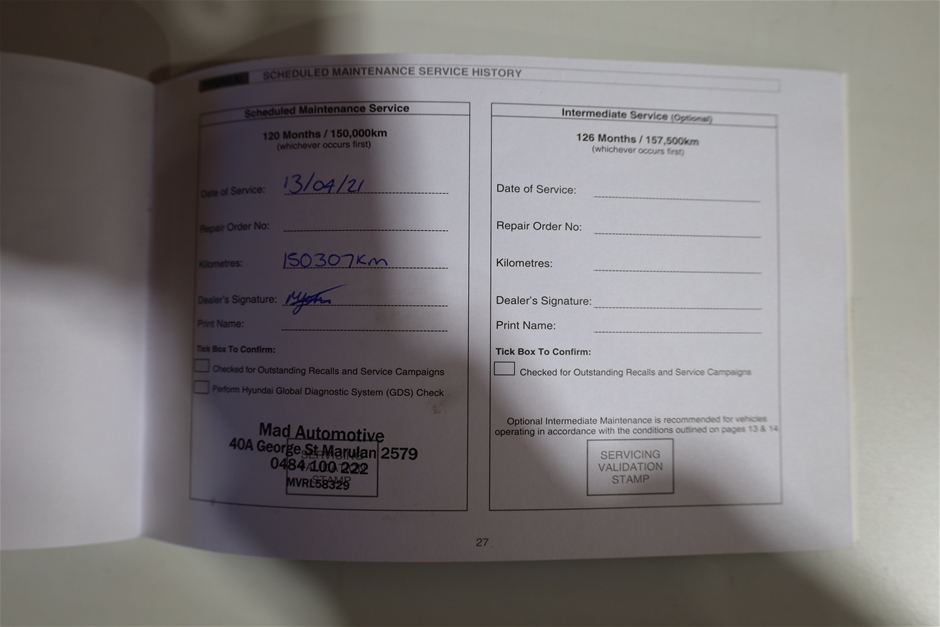 SCHEDULED MAINTENANCE SERVICE HISTORY
Scheduled Maintenance Service
120 Months / 150,000km
(whichever occurs first)
Date of Service: 13/04/21
Repair Order No:
Kilometres: 150307km
Dealer's Signature:
Print Name:
Tick Box To Confirm:
Checked for Outstanding Recalls and Service Campaigns
Perform Hyundai Global Diagnostic System (GDS) Check
Mad Automotive
40A George St Marulan 2579
0484 100 222
MVRL58329
SERVICING
VALIDATION
STAMP
Intermediate Service (Optional)
126 Months / 157,500km
(whichever occurs first)
Date of Service:
Repair Order No:
Kilometres:
Dealer's Signature:
Print Name:
Tick Box To Confirm:
Checked for Outstanding Recalls and Service Campaigns
Optional Intermediate Maintenance is recommended for vehicles
operating in accordance with the conditions outlined on pages 13 & 14
SERVICING
VALIDATION
STAMP
27